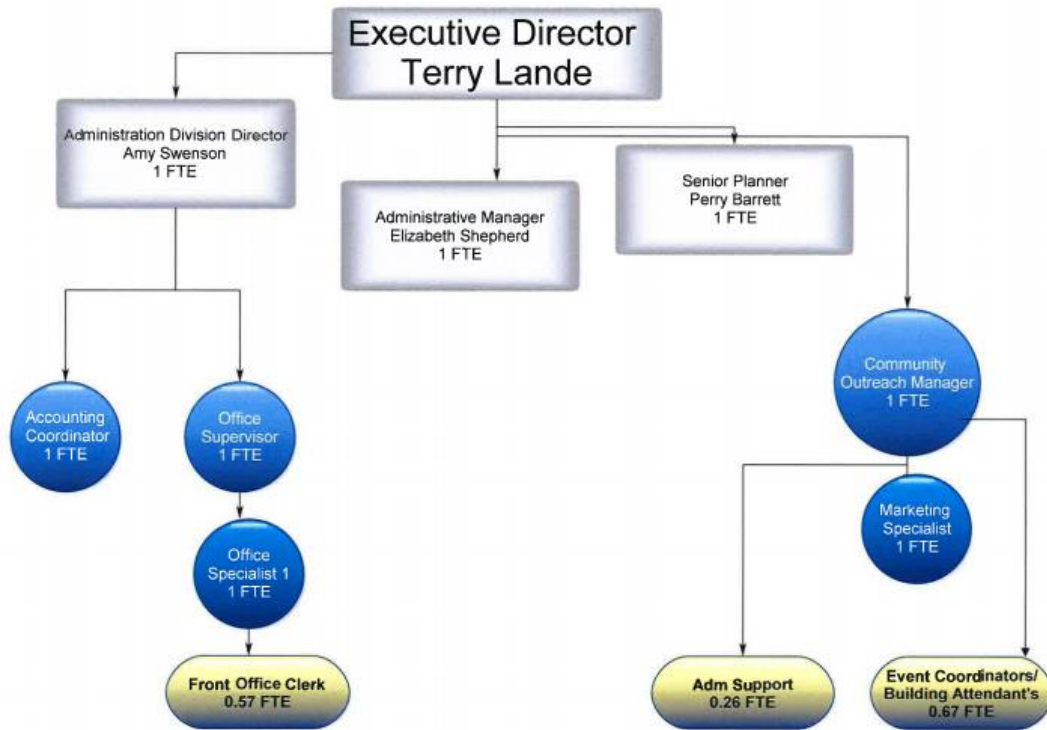 Executive Director
Terry Lande
Administration Division Director
Amy Swenson
1 FTE
Administrative Manager
Elizabeth Shepherd
1 FTE
Senior Planner
Perry Barrett
1 FTE
Community
Outreach Manager
1 FTE
Accounting
Coordinator
1 FTE
Office
Supervisor
1 FTE
Marketing
Specialist
1 FTE
Office
Specialist 1
1 FTE
Front Office Clerk
0.57 FTE
Adm Support
0.26 FTE
Event Coordinators/
Building Attendant's
0.67 FTE